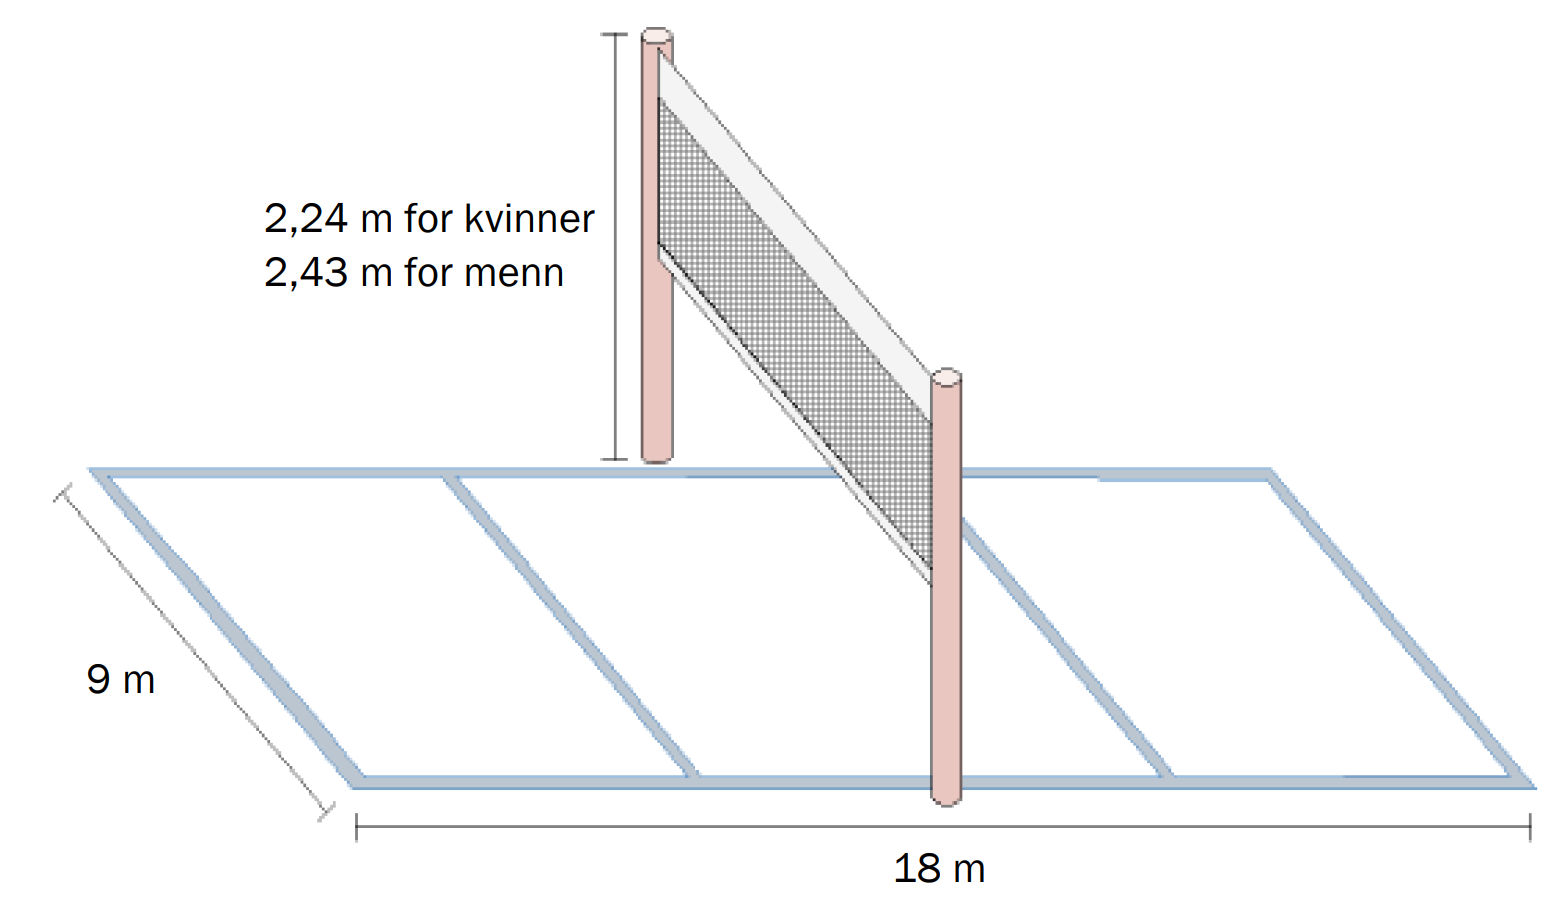 2,24 m for kvinner
2,43 m for menn
9 m
18 m